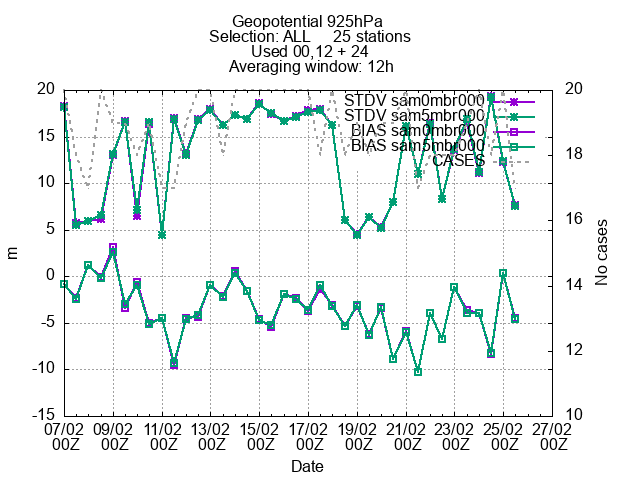 Geopotential 925hPa
Selection: ALL 25 stations
Used 00,12 + 24
Averaging window: 12h
STDV sam0mbr000
STDV sam5mbr000
BIAS sam0mbr000
BIAS sam5mbr000
CASES
20
15
10
5
0
-5
-10
-15
m
20
18
16
14
12
10
No cases
07/02 09/02 11/02 13/02 15/02 17/02 19/02 21/02 23/02 25/02 27/02
00Z 00Z 00Z 00Z 00Z 00Z 00Z 00Z 00Z 00Z 00Z
Date